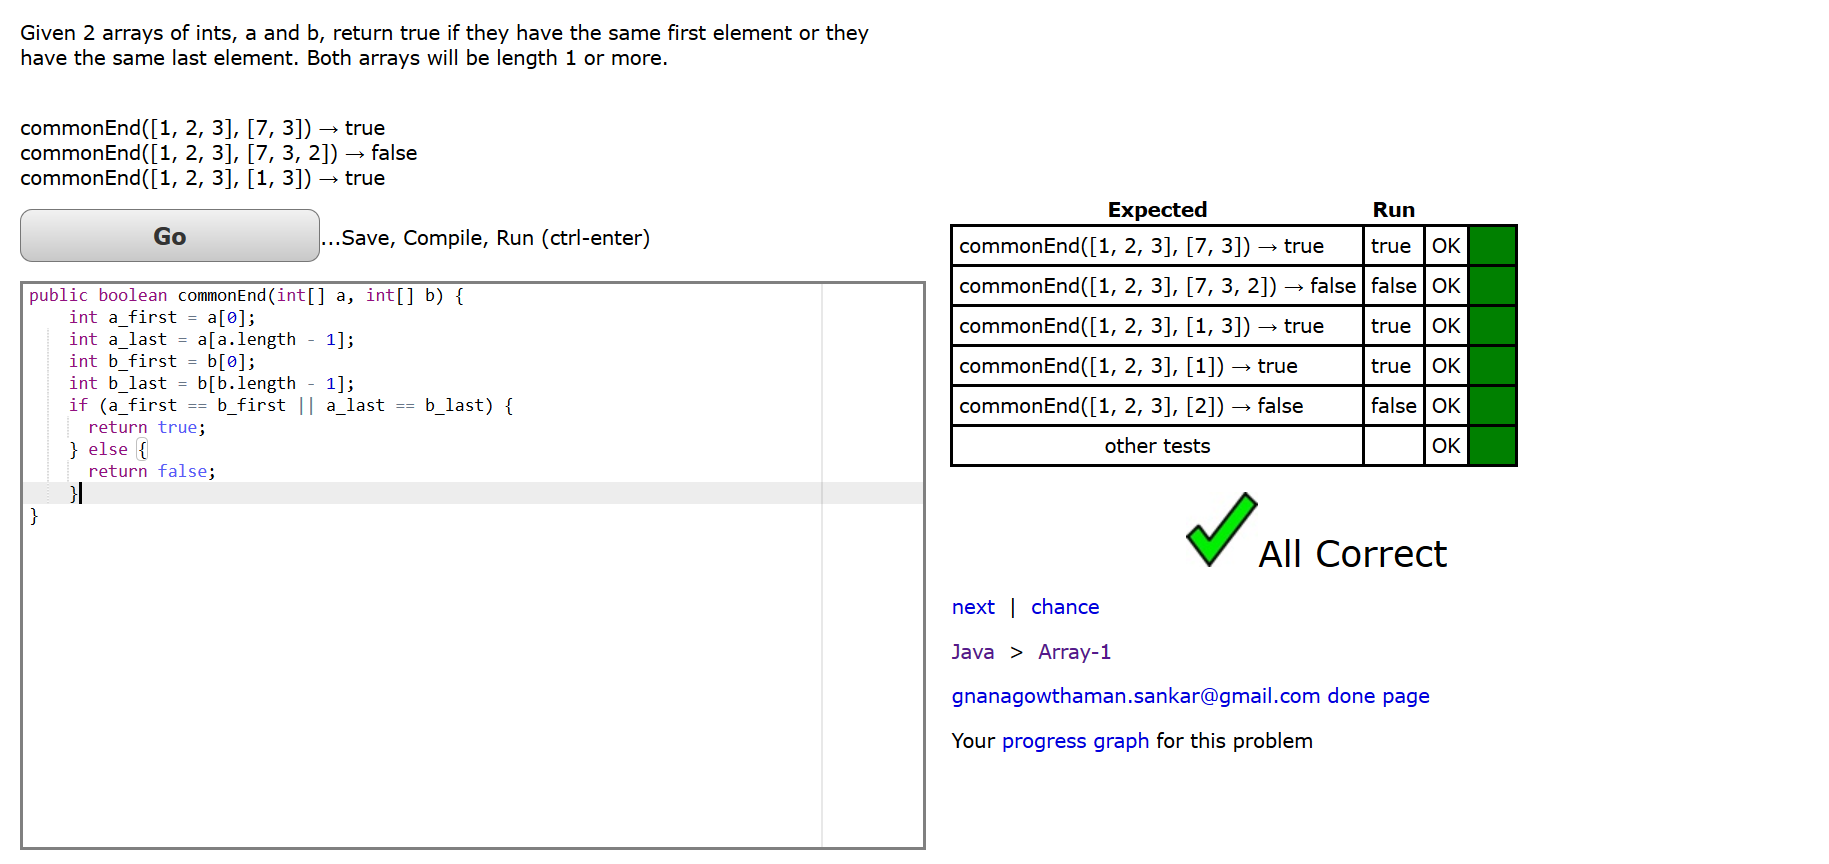 Given 2 arrays of ints, a and b, return true if they have the same first element or they
have the same last element. Both arrays will be length 1 or more.
commonEnd([1, 2, 3], [7, 3]) → true
commonEnd([1, 2, 3], [7, 3, 2]) → false
commonEnd([1, 2, 3], [1, 3]) → true
Go ...Save, Compile, Run (ctrl-enter)
public boolean commonEnd(int[] a, int[] b) {
    int a_first = a[0];
    int a_last = a[a.length - 1];
    int b_first = b[0];
    int b_last = b[b.length - 1];
    if (a_first == b_first || a_last == b_last) {
      return true;
    } else {
      return false;
    }
}
Expected Run
commonEnd([1, 2, 3], [7, 3]) → true true OK
commonEnd([1, 2, 3], [7, 3, 2]) → false false OK
commonEnd([1, 2, 3], [1, 3]) → true true OK
commonEnd([1, 2, 3], [1]) → true true OK
commonEnd([1, 2, 3], [2]) → false false OK
other tests OK
All Correct
next | chance
Java > Array-1
gnanagowthaman.sankar@gmail.com done page
Your progress graph for this problem